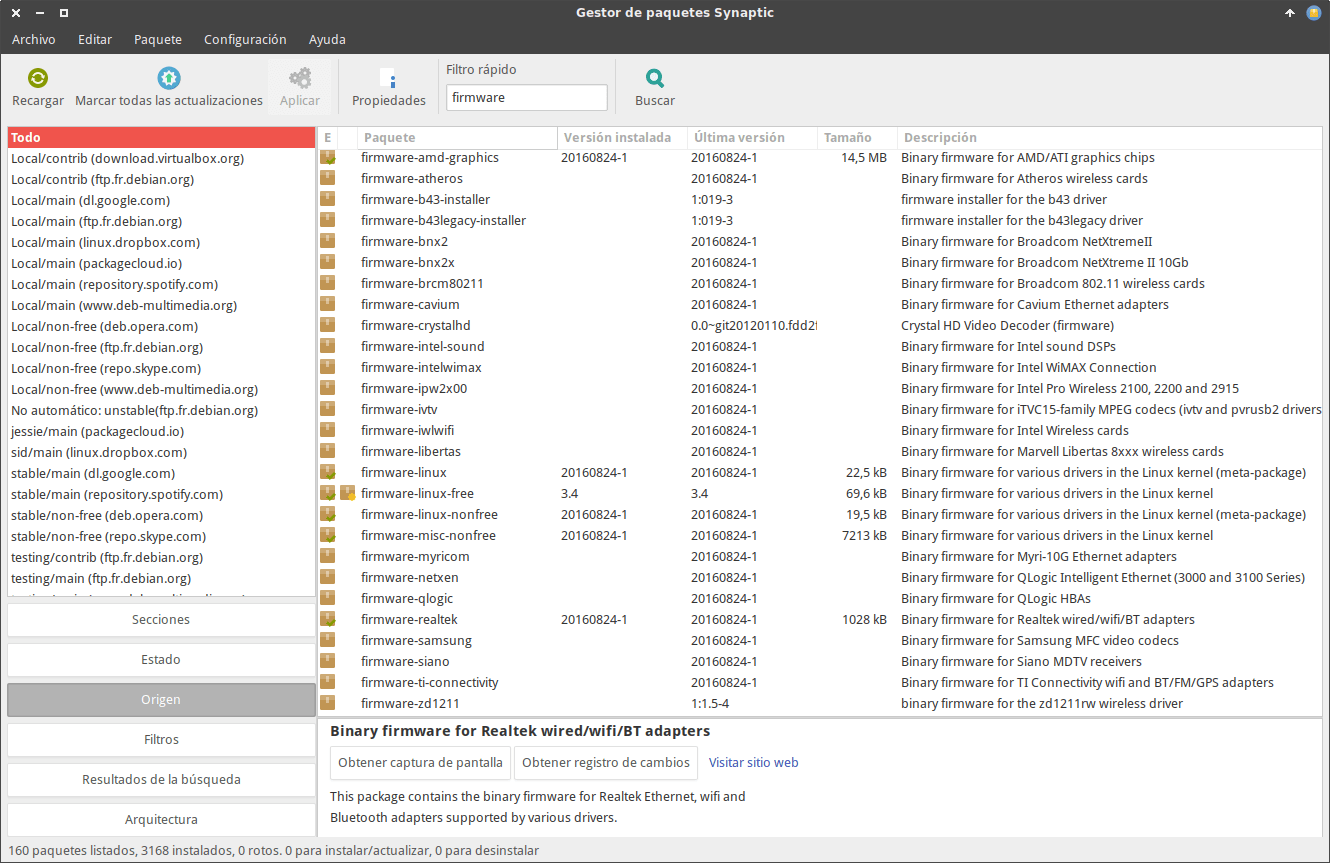 Gestor de paquetes Synaptic
Archivo Editar Paquete Configuración Ayuda
Recargar Marcar todas las actualizaciones Aplicar Propiedades Filtro rápido Buscar
firmware
Todo
Local/contrib (download.virtualbox.org)
Local/contrib (ftp.fr.debian.org)
Local/main (dl.google.com)
Local/main (ftp.fr.debian.org)
Local/main (linux.dropbox.com)
Local/main (packagecloud.io)
Local/main (repository.spotify.com)
Local/main (www.deb-multimedia.org)
Local/non-free (deb.opera.com)
Local/non-free (ftp.fr.debian.org)
Local/non-free (repo.skype.com)
Local/non-free (www.deb-multimedia.org)
No automático: unstable(ftp.fr.debian.org)
jessie/main (packagecloud.io)
sid/main (linux.dropbox.com)
stable/main (dl.google.com)
stable/main (repository.spotify.com)
stable/non-free (deb.opera.com)
stable/non-free (repo.skype.com)
testing/contrib (ftp.fr.debian.org)
testing/main (ftp.fr.debian.org)
Secciones
Estado
Origen
Filtros
Resultados de la búsqueda
Arquitectura
E Paquete Versión instalada Última versión Tamaño Descripción
firmware-amd-graphics 20160824-1 20160824-1 14,5 MB Binary firmware for AMD/ATI graphics chips
firmware-atheros 20160824-1 Binary firmware for Atheros wireless cards
firmware-b43-installer 1:019-3 firmware installer for the b43 driver
firmware-b43legacy-installer 1:019-3 firmware installer for the b43legacy driver
firmware-bnx2 20160824-1 Binary firmware for Broadcom NetXtremeII
firmware-bnx2x 20160824-1 Binary firmware for Broadcom NetXtreme II 10Gb
firmware-brcm80211 20160824-1 Binary firmware for Broadcom 802.11 wireless cards
firmware-cavium 20160824-1 Binary firmware for Cavium Ethernet adapters
firmware-crystalhd 0.0~git20120110.fdd2f Crystal HD Video Decoder (firmware)
firmware-intel-sound 20160824-1 Binary firmware for Intel sound DSPs
firmware-intelwimax 20160824-1 Binary firmware for Intel WiMAX Connection
firmware-ipw2x00 20160824-1 Binary firmware for Intel Pro Wireless 2100, 2200 and 2915
firmware-ivtv 20160824-1 Binary firmware for iTVC15-family MPEG codecs (ivtv and pvrusb2 drivers
firmware-iwlwifi 20160824-1 Binary firmware for Intel Wireless cards
firmware-libertas 20160824-1 Binary firmware for Marvell Libertas 8xxx wireless cards
firmware-linux 20160824-1 20160824-1 22,5 kB Binary firmware for various drivers in the Linux kernel (meta-package)
firmware-linux-free 3.4 3.4 69,6 kB Binary firmware for various drivers in the Linux kernel
firmware-linux-nonfree 20160824-1 20160824-1 19,5 kB Binary firmware for various drivers in the Linux kernel (meta-package)
firmware-misc-nonfree 20160824-1 20160824-1 7213 kB Binary firmware for various drivers in the Linux kernel
firmware-myricom 20160824-1 Binary firmware for Myri-10G Ethernet adapters
firmware-netxen 20160824-1 Binary firmware for QLogic Intelligent Ethernet (3000 and 3100 Series)
firmware-qlogic 20160824-1 Binary firmware for QLogic HBAs
firmware-realtek 20160824-1 20160824-1 1028 kB Binary firmware for Realtek wired/wifi/BT adapters
firmware-samsung 20160824-1 Binary firmware for Samsung MFC video codecs
firmware-siano 20160824-1 Binary firmware for Siano MDTV receivers
firmware-ti-connectivity 20160824-1 Binary firmware for TI Connectivity wifi and BT/FM/GPS adapters
firmware-zd1211 1:1.5-4 binary firmware for the zd1211rw wireless driver
Binary firmware for Realtek wired/wifi/BT adapters
Obtener captura de pantalla Obtener registro de cambios Visitar sitio web
This package contains the binary firmware for Realtek Ethernet, wifi and
Bluetooth adapters supported by various drivers.
160 paquetes listados, 3168 instalados, 0 rotos. 0 para instalar/actualizar, 0 para desinstalar